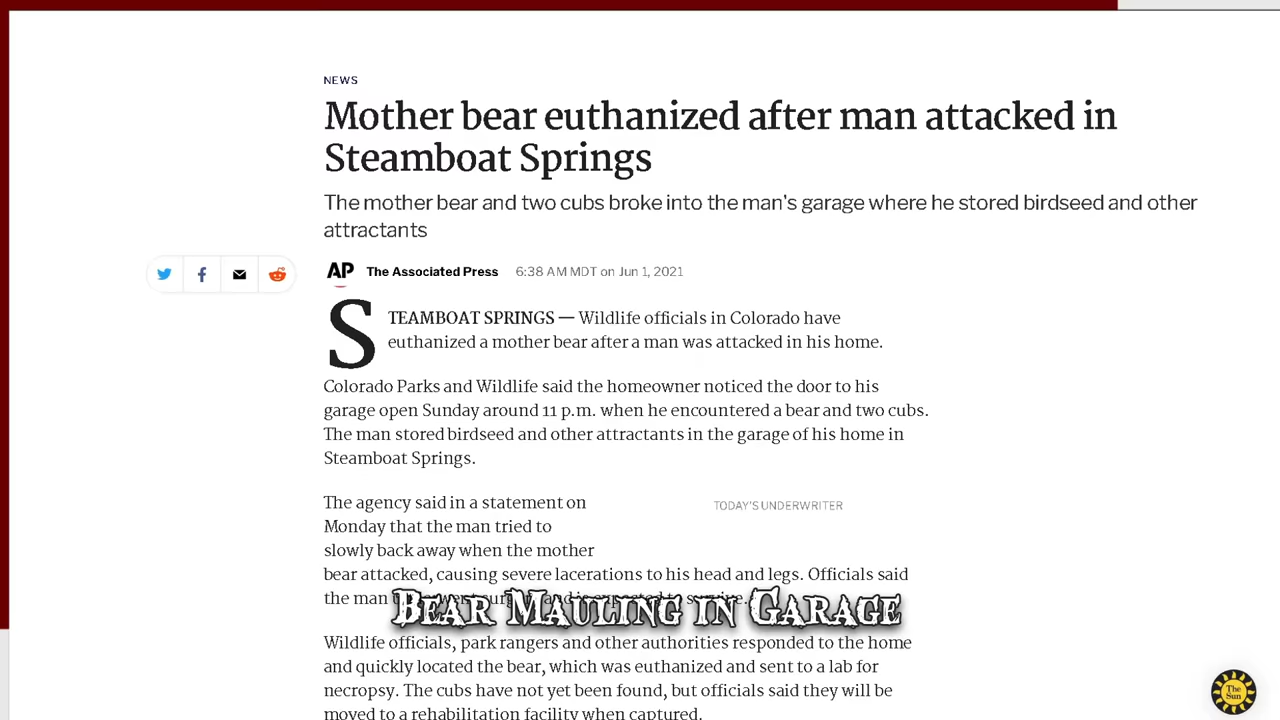 NEWS
Mother bear euthanized after man attacked in
Steamboat Springs
The mother bear and two cubs broke into the man's garage where he stored birdseed and other
attractants
AP The Associated Press 6:38 AM MDT on Jun 1, 2021
STEAMBOAT SPRINGS — Wildlife officials in Colorado have
euthanized a mother bear after a man was attacked in his home.
Colorado Parks and Wildlife said the homeowner noticed the door to his
garage open Sunday around 11 p.m. when he encountered a bear and two cubs.
The man stored birdseed and other attractants in the garage of his home in
Steamboat Springs.
The agency said in a statement on
Monday that the man tried to
slowly back away when the mother
bear attacked, causing severe lacerations to his head and legs. Officials said
TODAY'S UNDERWRITER
the man
Bear Mauling in Garage
Wildlife officials, park rangers and other authorities responded to the home
and quickly located the bear, which was euthanized and sent to a lab for
necropsy. The cubs have not yet been found, but officials said they will be
moved to a rehabilitation facility when captured.
The
Sun